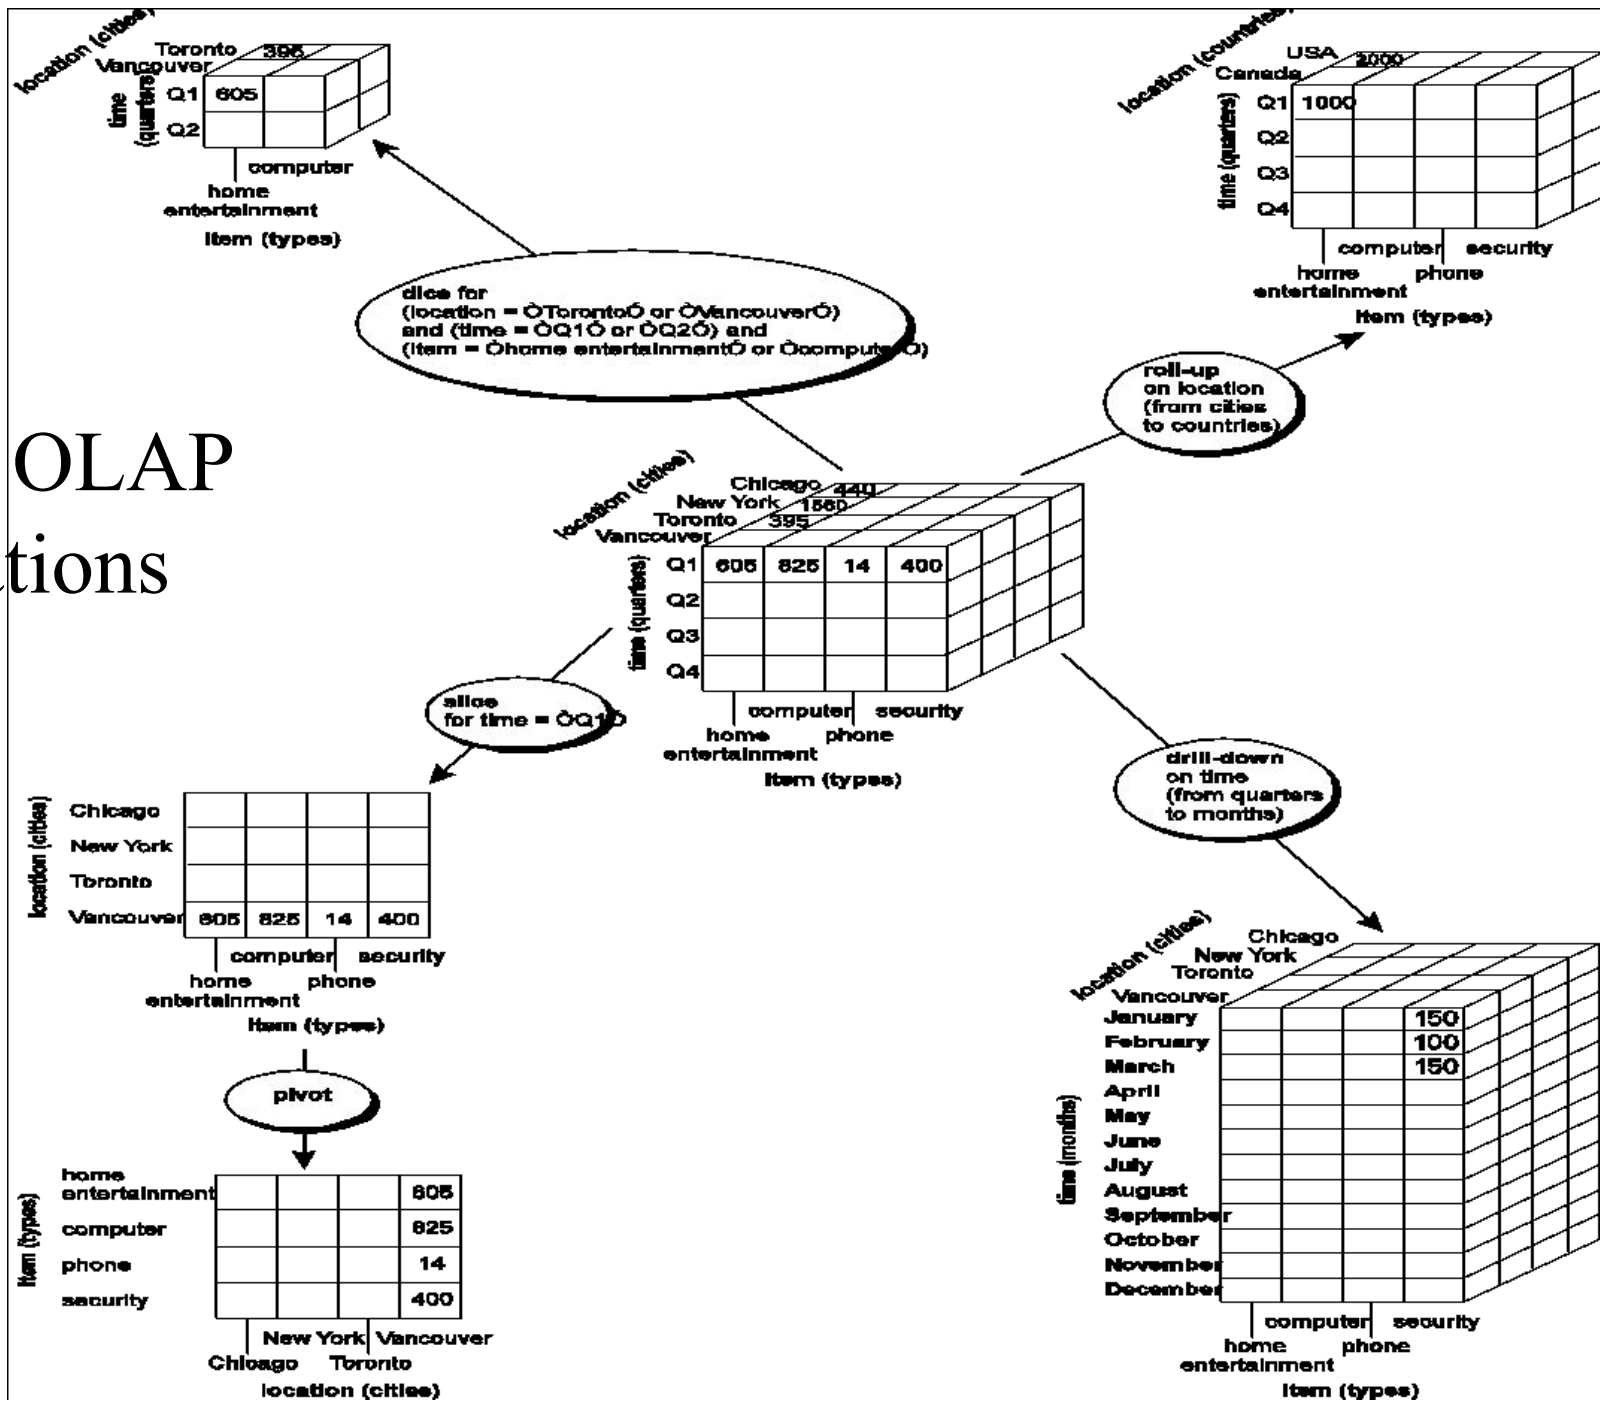 location (cities)
Toronto 395
Vancouver
time
(quarters)
Q1 605
Q2
computer
home
entertainment
item (types)
location (countries)
USA 2000
Canada
time (quarters)
Q1 1000
Q2
Q3
Q4
computer security
home phone
entertainment
item (types)
dice for
(location = ÒTorontoÓ or ÒVancouverÓ)
and (time = ÒQ1Ó or ÒQ2Ó) and
(item = Òhome entertainmentÓ or ÒcomputerÓ)
roll-up
on location
(from cities
to countries)
OLAP
tions
location (cities)
Chicago 440
New York 1560
Toronto 395
Vancouver
time (quarters)
Q1 605 825 14 400
Q2
Q3
Q4
computer security
home phone
entertainment
item (types)
slice
for time = ÒQ1Ó
drill-down
on time
(from quarters
to months)
location (cities)
Chicago
New York
Toronto
Vancouver 605 825 14 400
computer security
home phone
entertainment
item (types)
pivot
item (types)
home
entertainment 605
computer 825
phone 14
security 400
New York Vancouver
Chicago Toronto
location (cities)
location (cities)
Chicago
New York
Toronto
Vancouver
time (months)
January 150
February 100
March 150
April
May
June
July
August
September
October
November
December
computer security
home phone
entertainment
item (types)